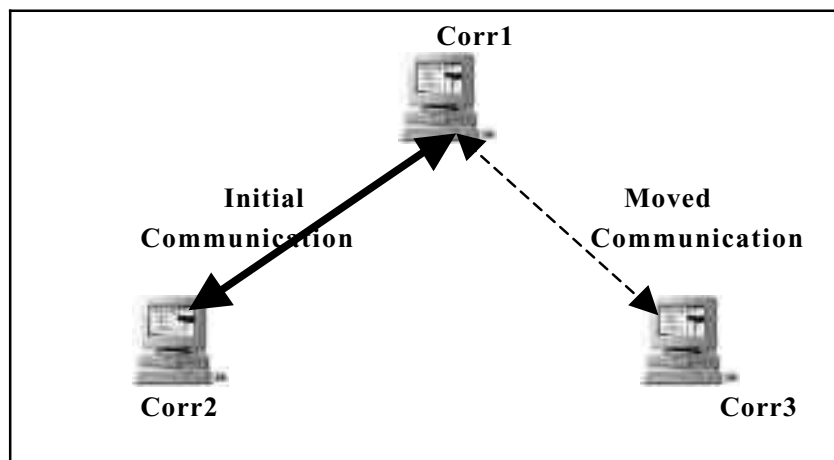 Corr1
Initial
Communication
Moved
Communication
Corr2
Corr3